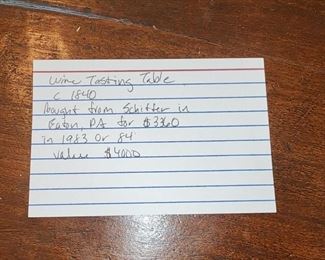 Wine Tasting Table
c 1840
bought from Schiffer in
Exton, PA for $3360
in 1983 or 84
value $4000